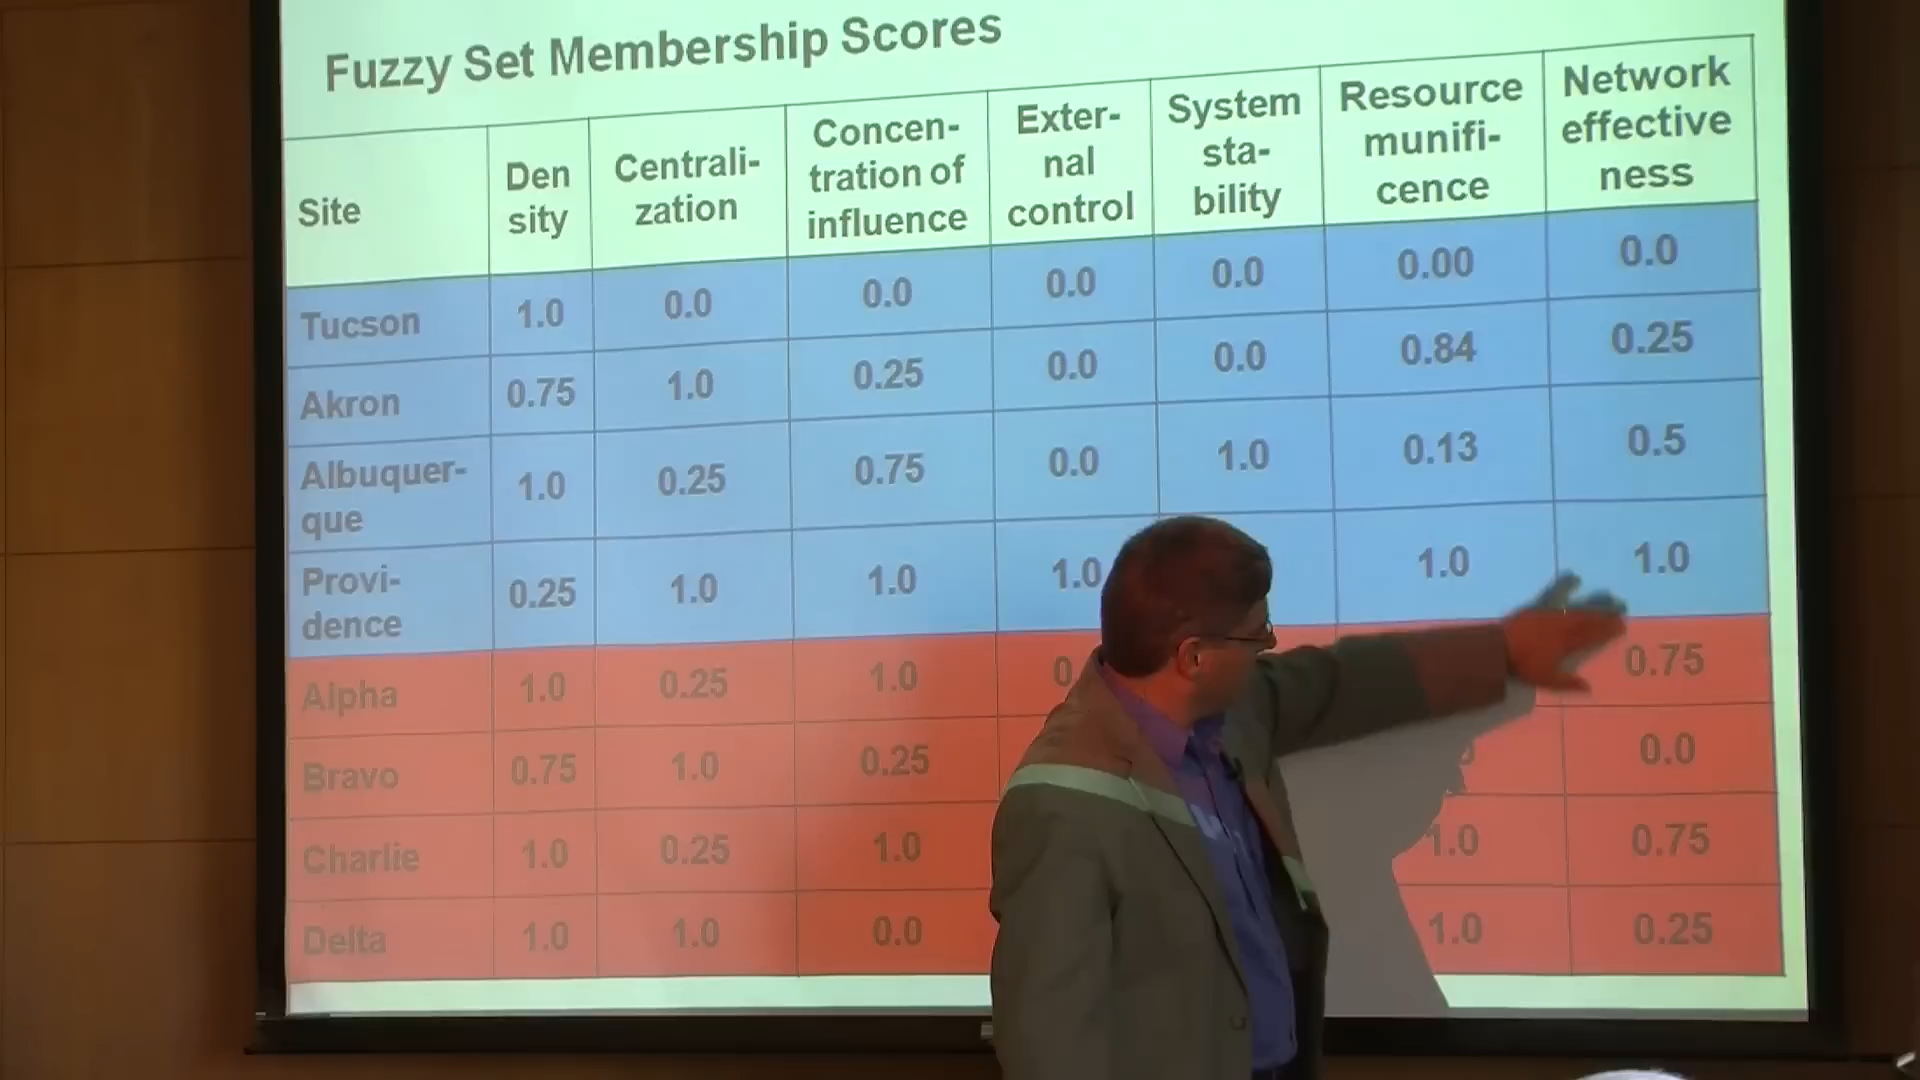 Fuzzy Set Membership Scores
Site
Den
sity
Centrali-
zation
Concen-
tration of
influence
Exter-
nal
control
System
sta-
bility
Resource
munifi-
cence
Network
effective
ness
Tucson 1.0 0.0 0.0 0.0 0.0 0.00 0.0
Akron 0.75 1.0 0.25 0.0 0.0 0.84 0.25
Albuquer-
que 1.0 0.25 0.75 0.0 1.0 0.13 0.5
Provi-
dence 0.25 1.0 1.0 1.0 1.0 1.0
Alpha 1.0 0.25 1.0 0.75
Bravo 0.75 1.0 0.25 0.0
Charlie 1.0 0.25 1.0 1.0 0.75
Delta 1.0 1.0 0.0 1.0 0.25